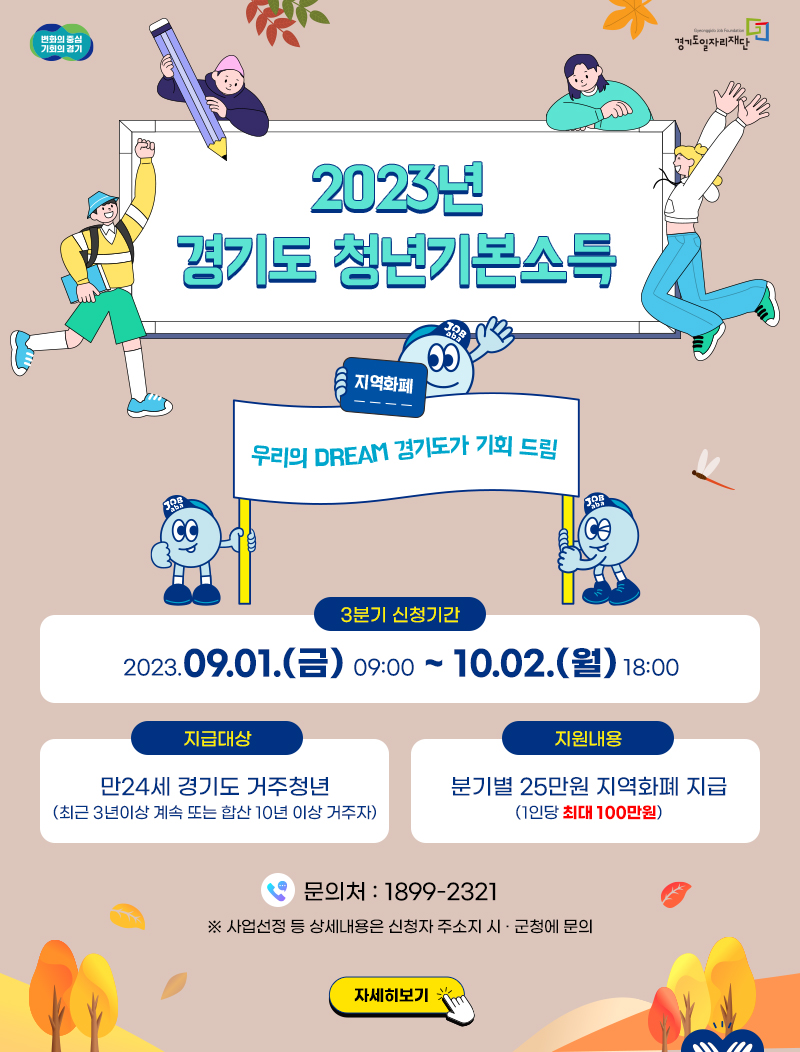 변화의 중심
기회의 경기
경기도일자리재단
2023년
경기도 청년기본소득
JOB
aba
지역화폐
우리의 DREAM 경기도가 기회 드림
JOB
aba
JOB
aba
3분기 신청기간
2023.09.01.(금) 09:00 ~ 10.02.(월) 18:00
지급대상
만24세 경기도 거주청년
(최근 3년이상 계속 또는 합산 10년 이상 거주자)
지원내용
분기별 25만원 지역화폐 지급
(1인당 최대 100만원)
문의처 : 1899-2321
※ 사업선정 등 상세내용은 신청자 주소지 시 · 군청에 문의
자세히보기